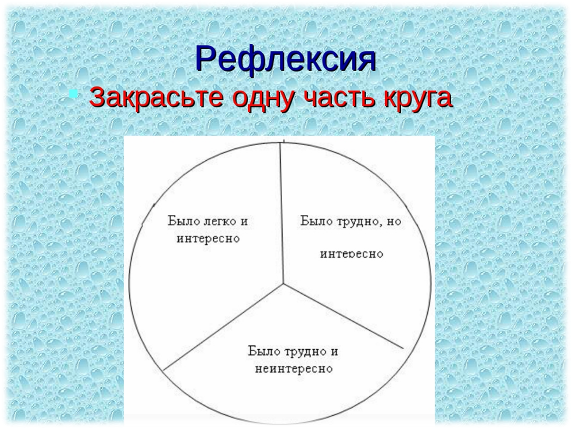 Рефлексия
Закрасьте одну часть круга
Было легко и
интересно
Было трудно, но
интересно
Было трудно и
неинтересно